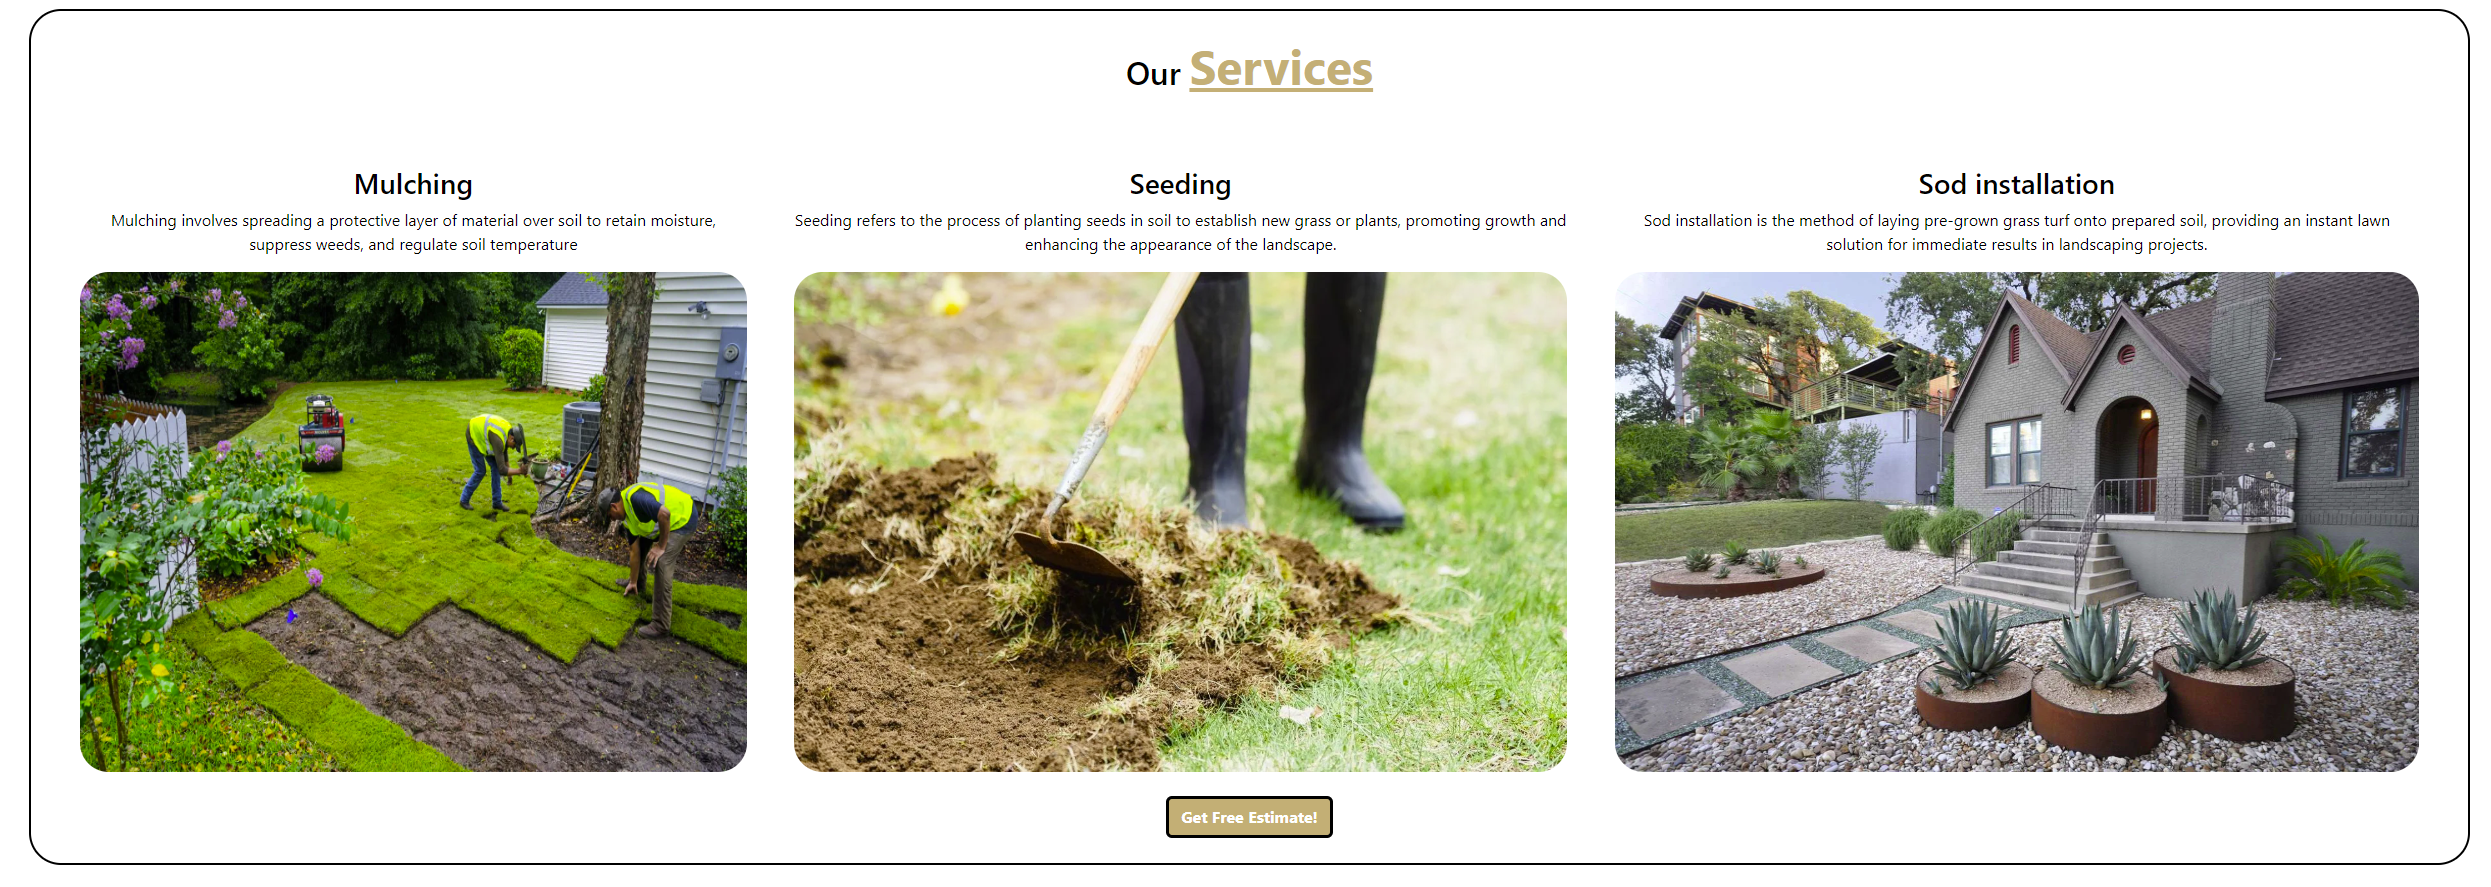 Our Services
Mulching
Mulching involves spreading a protective layer of material over soil to retain moisture,
suppress weeds, and regulate soil temperature
Seeding
Seeding refers to the process of planting seeds in soil to establish new grass or plants, promoting growth and
enhancing the appearance of the landscape.
Sod installation
Sod installation is the method of laying pre-grown grass turf onto prepared soil, providing an instant lawn
solution for immediate results in landscaping projects.
Get Free Estimate!